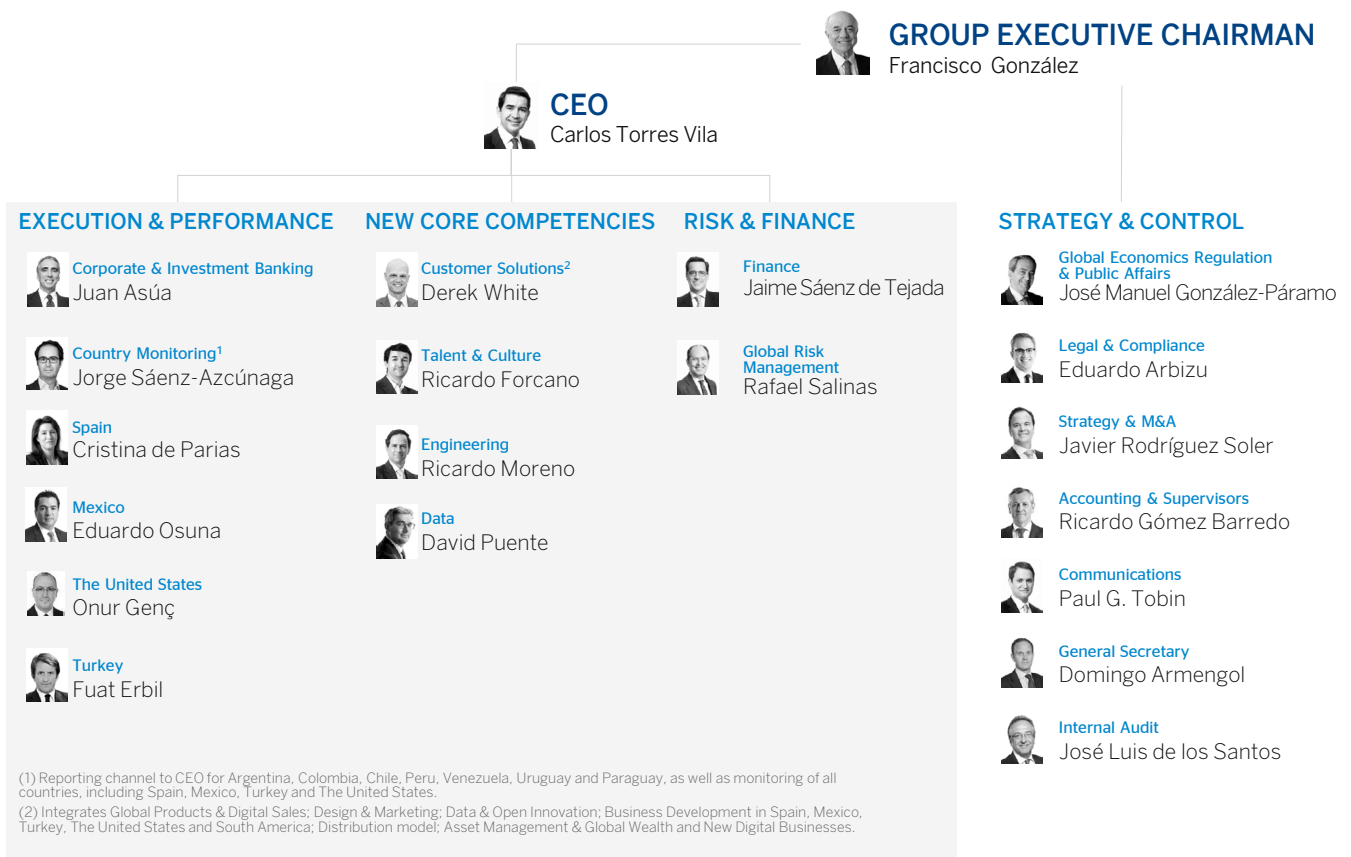 GROUP EXECUTIVE CHAIRMAN
Francisco González
CEO
Carlos Torres Vila
EXECUTION & PERFORMANCE
Corporate & Investment Banking
Juan Asúa
Country Monitoring¹
Jorge Sáenz-Azcúnaga
Spain
Cristina de Parias
Mexico
Eduardo Osuna
The United States
Onur Genç
Turkey
Fuat Erbil
NEW CORE COMPETENCIES
Customer Solutions²
Derek White
Talent & Culture
Ricardo Forcano
Engineering
Ricardo Moreno
Data
David Puente
RISK & FINANCE
Finance
Jaime Sáenz de Tejada
Global Risk
Management
Rafael Salinas
STRATEGY & CONTROL
Global Economics Regulation
& Public Affairs
José Manuel González-Páramo
Legal & Compliance
Eduardo Arbizu
Strategy & M&A
Javier Rodríguez Soler
Accounting & Supervisors
Ricardo Gómez Barredo
Communications
Paul G. Tobin
General Secretary
Domingo Armengol
Internal Audit
José Luis de los Santos
(1) Reporting channel to CEO for Argentina, Colombia, Chile, Peru, Venezuela, Uruguay and Paraguay, as well as monitoring of all
countries, including Spain, Mexico, Turkey and The United States.
(2) Integrates Global Products & Digital Sales; Design & Marketing; Data & Open Innovation; Business Development in Spain, Mexico,
Turkey, The United States and South America; Distribution model; Asset Management & Global Wealth and New Digital Businesses.